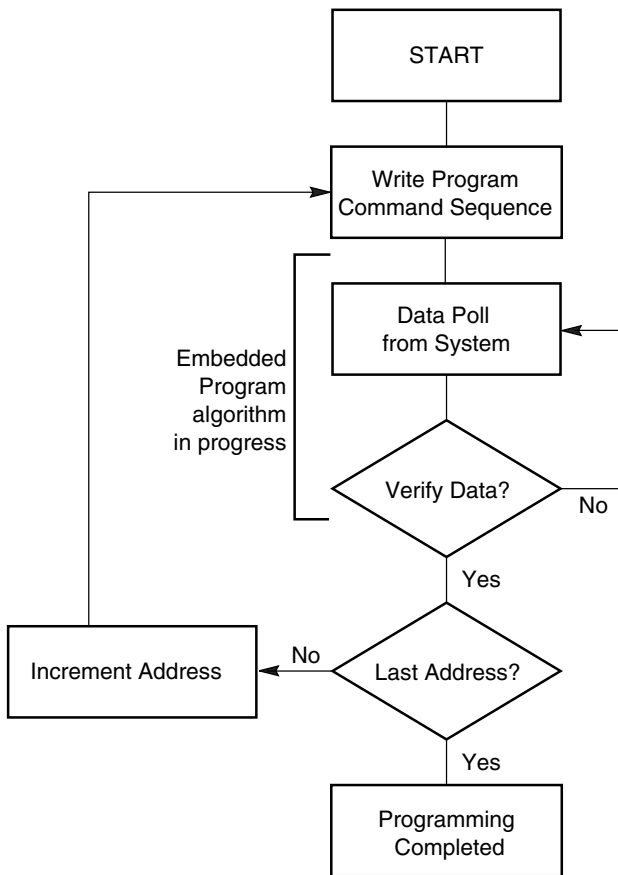 START
Write Program
Command Sequence
Data Poll
from System
Embedded
Program
algorithm
in progress
Verify Data?
No
Yes
Increment Address
No
Last Address?
Yes
Programming
Completed